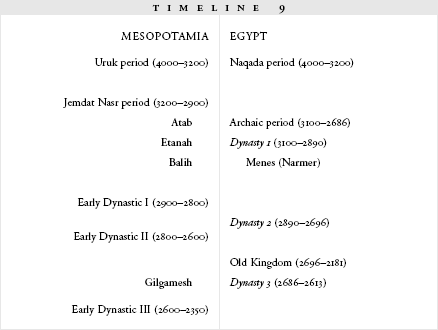 TIMELINE 9
MESOPOTAMIA EGYPT
Uruk period (4000–3200) Naqada period (4000–3200)
Jemdat Nasr period (3200–2900)
Atab Archaic period (3100–2686)
Etanah Dynasty 1 (3100–2890)
Balih Menes (Narmer)
Early Dynastic I (2900–2800)
Dynasty 2 (2890–2696)
Early Dynastic II (2800–2600)
Old Kingdom (2696–2181)
Gilgamesh Dynasty 3 (2686–2613)
Early Dynastic III (2600–2350)